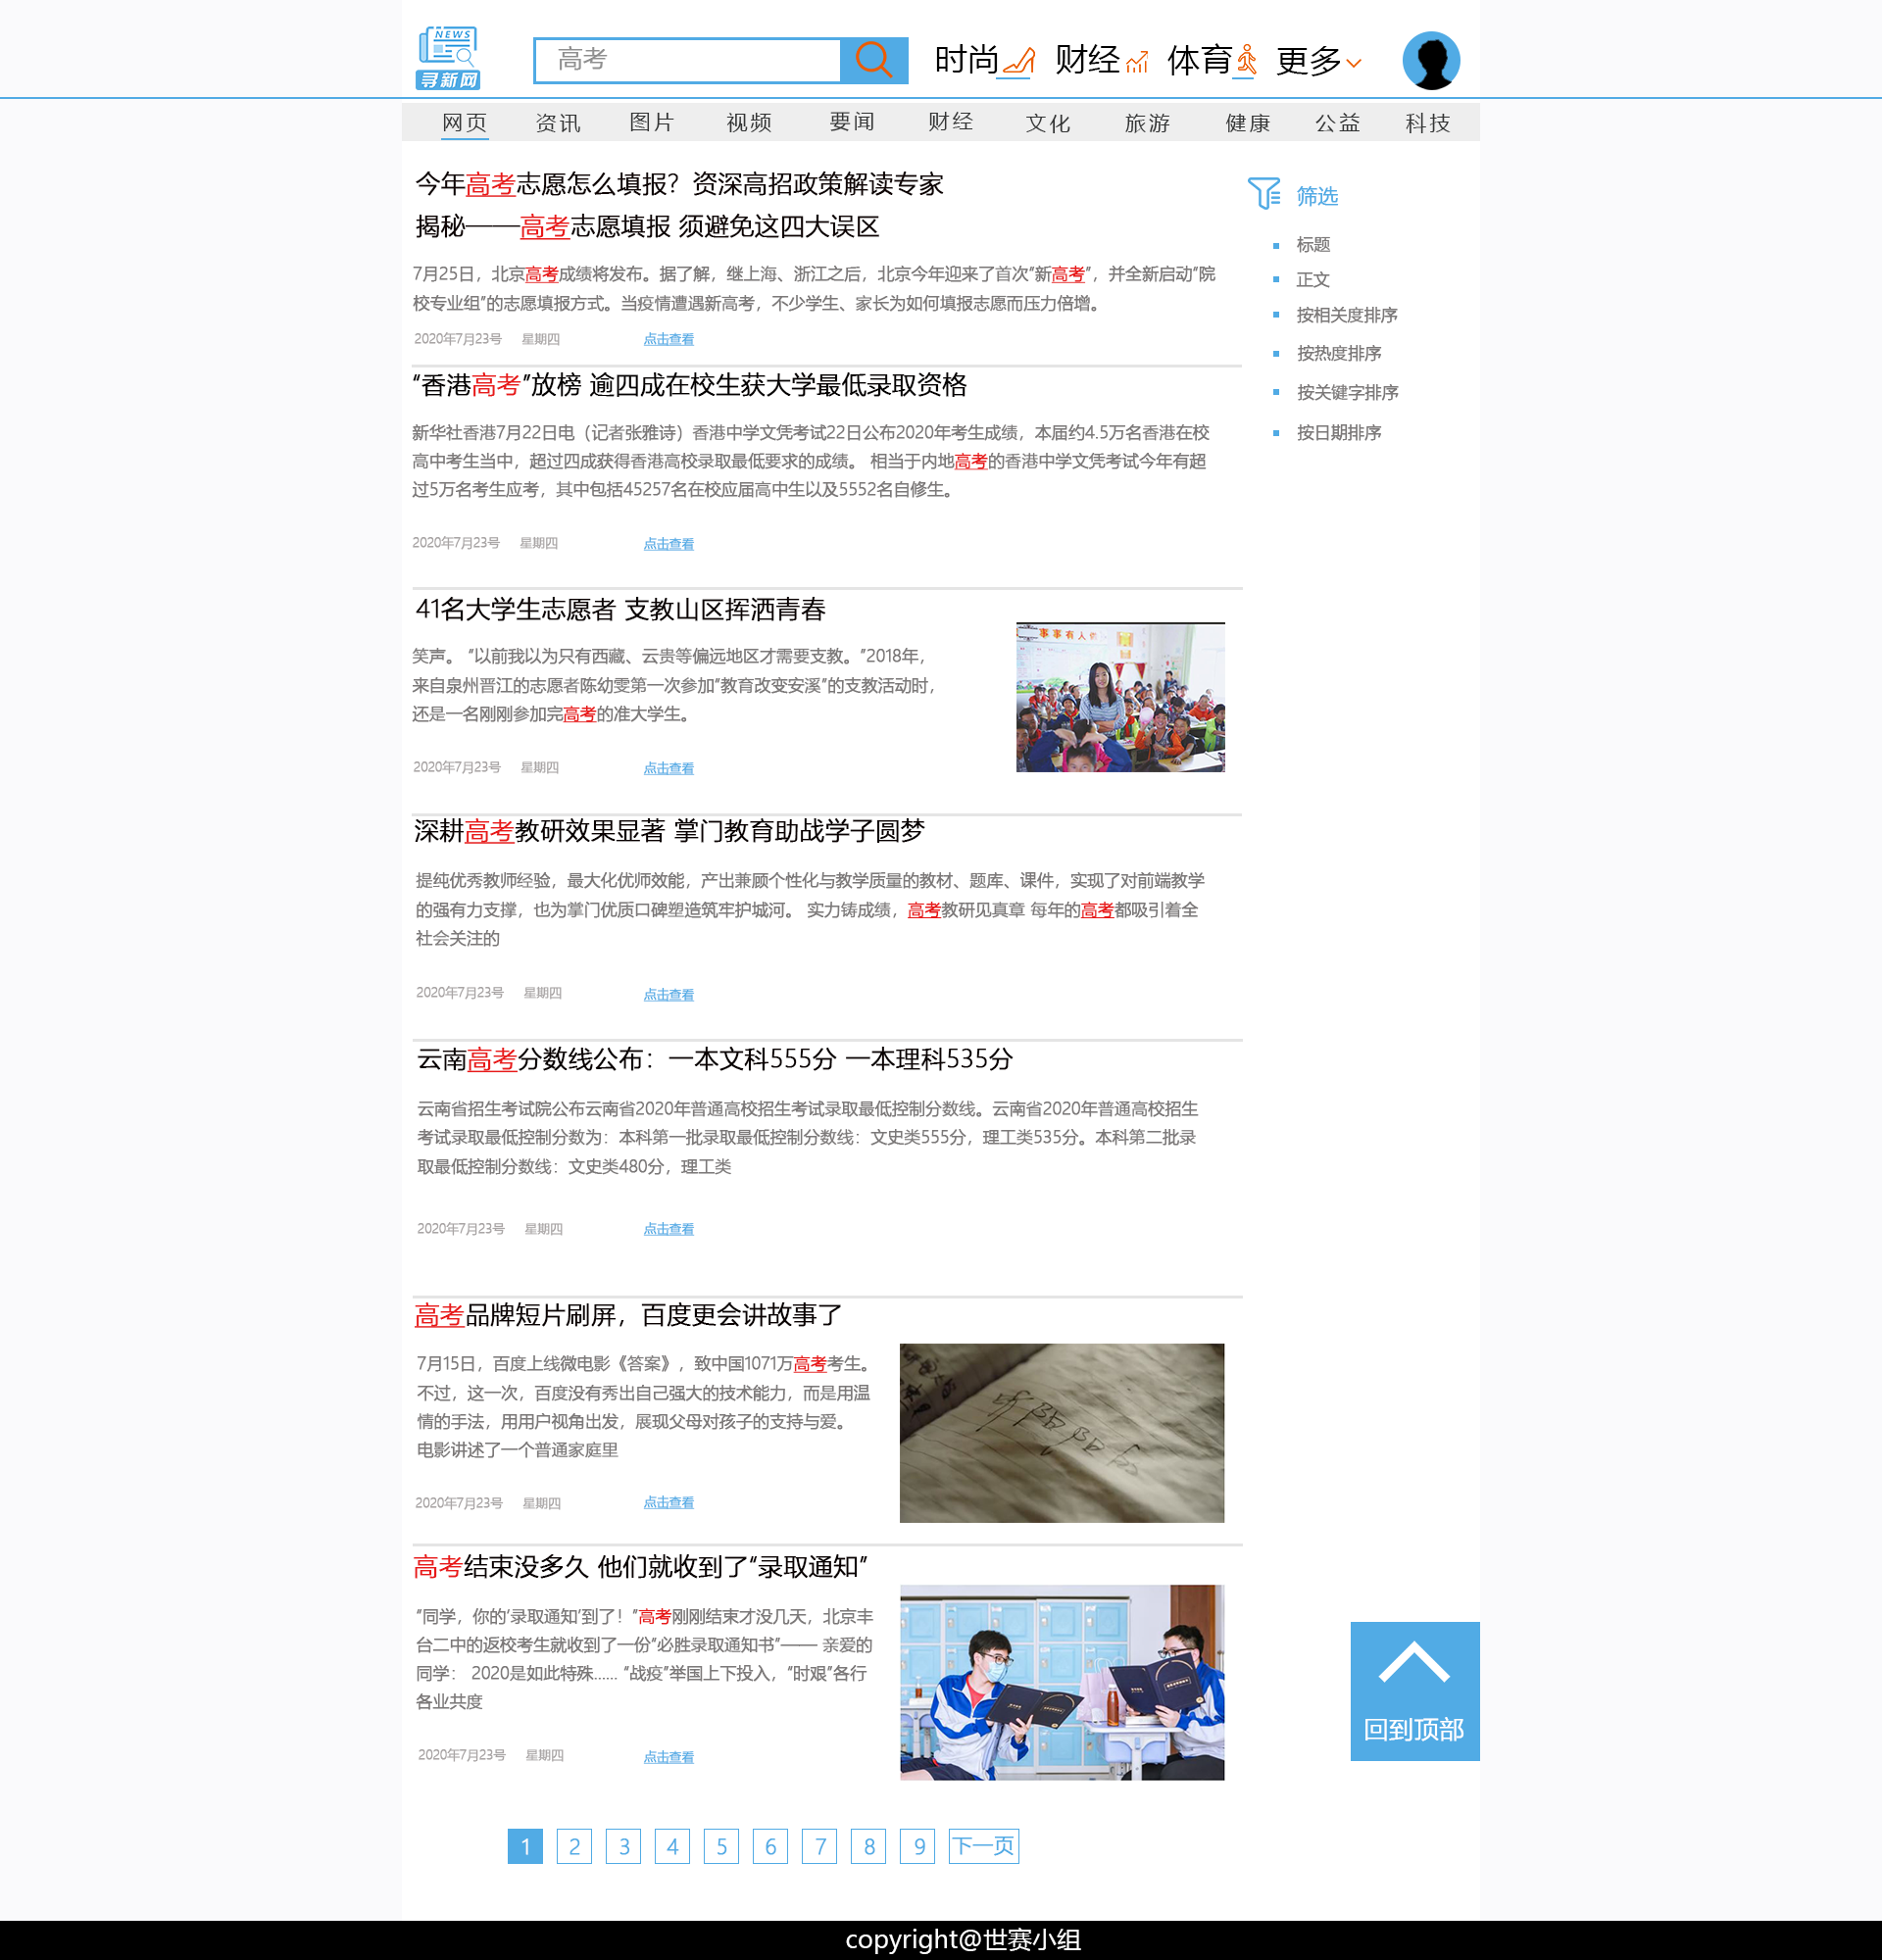 NEWS
寻新网
高考
时尚 财经 体育 更多
网页 资讯 图片 视频 要闻 财经 文化 旅游 健康 公益 科技
今年高考志愿怎么填报？资深高招政策解读专家
揭秘——高考志愿填报 须避免这四大误区
7月25日，北京高考成绩将发布。据了解，继上海、浙江之后，北京今年迎来了首次“新高考”，并全新启动“院
校专业组”的志愿填报方式。当疫情遭遇新高考，不少学生、家长为如何填报志愿而压力倍增。
2020年7月23号 星期四 点击查看
筛选
标题
正文
按相关度排序
按热度排序
按关键字排序
按日期排序
“香港高考”放榜 逾四成在校生获大学最低录取资格
新华社香港7月22日电（记者张雅诗）香港中学文凭考试22日公布2020年考生成绩，本届约4.5万名香港在校
高中考生当中，超过四成获得香港高校录取最低要求的成绩。 相当于内地高考的香港中学文凭考试今年有超
过5万名考生应考，其中包括45257名在校应届高中生以及5552名自修生。
2020年7月23号 星期四 点击查看
41名大学生志愿者 支教山区挥洒青春
笑声。 “以前我以为只有西藏、云贵等偏远地区才需要支教。”2018年，
来自泉州晋江的志愿者陈幼雯第一次参加“教育改变安溪”的支教活动时，
还是一名刚刚参加完高考的准大学生。
2020年7月23号 星期四 点击查看
事事有人
深耕高考教研效果显著 掌门教育助战学子圆梦
提纯优秀教师经验，最大化优师效能，产出兼顾个性化与教学质量的教材、题库、课件，实现了对前端教学
的强有力支撑，也为掌门优质口碑塑造筑牢护城河。 实力铸成绩，高考教研见真章 每年的高考都吸引着全
社会关注的
2020年7月23号 星期四 点击查看
云南高考分数线公布：一本文科555分 一本理科535分
云南省招生考试院公布云南省2020年普通高校招生考试录取最低控制分数线。云南省2020年普通高校招生
考试录取最低控制分数为：本科第一批录取最低控制分数线：文史类555分，理工类535分。本科第二批录
取最低控制分数线：文史类480分，理工类
2020年7月23号 星期四 点击查看
高考品牌短片刷屏，百度更会讲故事了
7月15日，百度上线微电影《答案》，致中国1071万高考考生。
不过，这一次，百度没有秀出自己强大的技术能力，而是用温
情的手法，用用户视角出发，展现父母对孩子的支持与爱。
电影讲述了一个普通家庭里
2020年7月23号 星期四 点击查看
高考结束没多久 他们就收到了“录取通知”
“同学，你的‘录取通知’到了！”高考刚刚结束才没几天，北京丰
台二中的返校考生就收到了一份“必胜录取通知书”—— 亲爱的
同学： 2020是如此特殊…… “战疫”举国上下投入，“时艰”各行
各业共度
2020年7月23号 星期四 点击查看
回到顶部
1 2 3 4 5 6 7 8 9 下一页
copyright@世赛小组